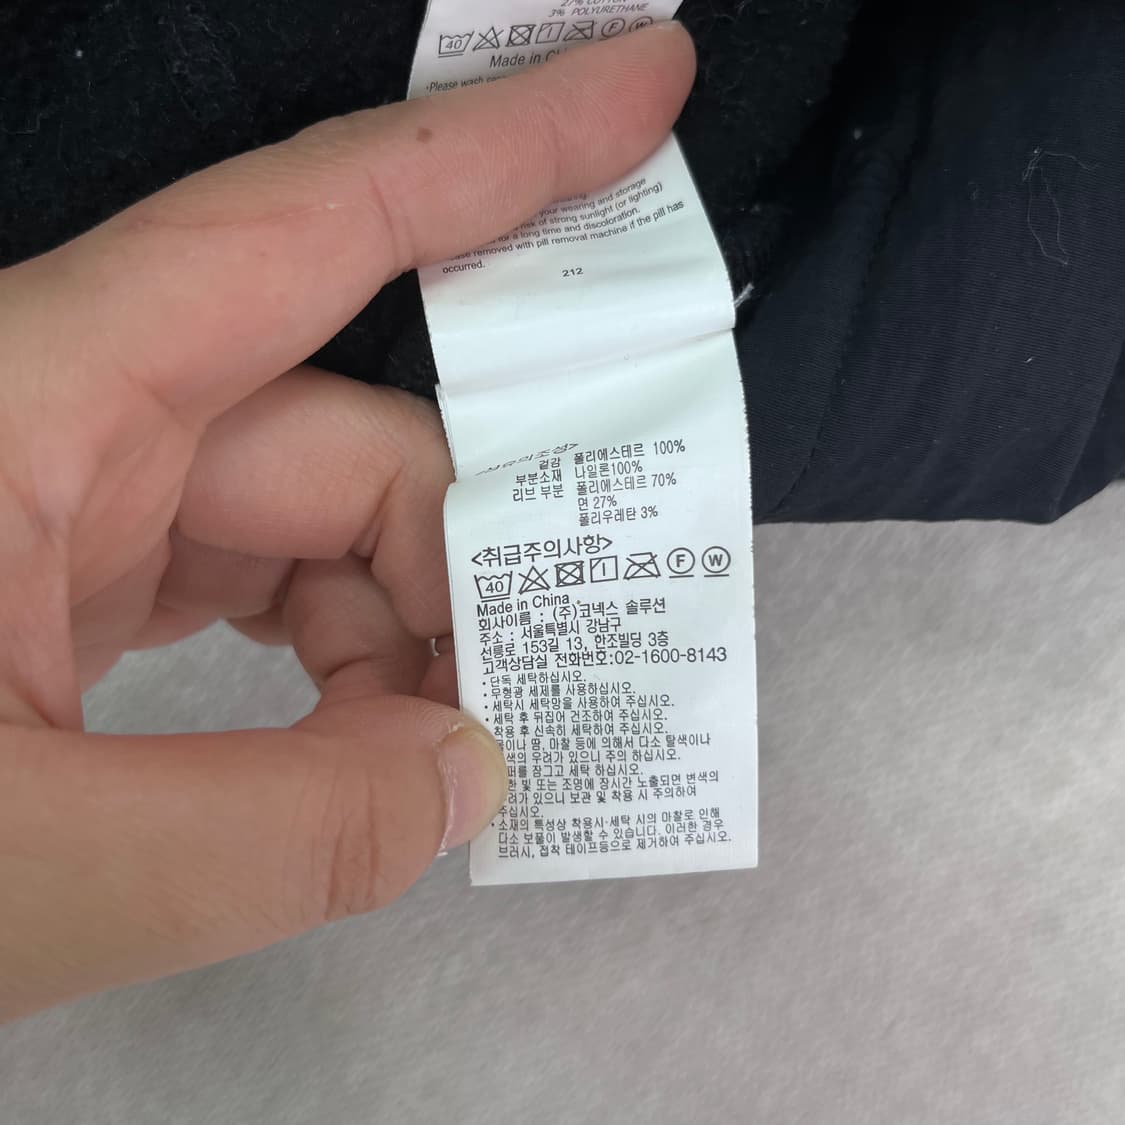 27% COTTON
3% POLYURETHANE
40 F W
Made in
•Please wash
your wearing and storage
risk of strong sunlight (or lighting)
for a long time and discoloration.
removed with pill removal machine if the pill has
occurred.
212
겉감 폴리에스테르 100%
부분소재 나일론100%
리브 부분 폴리에스테르 70%
면 27%
폴리우레탄 3%
<취급주의사항>
40 F W
Made in China
회사이름 : (주)코넥스 솔루션
주소 : 서울특별시 강남구
선릉로 153길 13, 한조빌딩 3층
고객상담실 전화번호:02-1600-8143
• 단독 세탁하십시오.
• 무형광 세제를 사용하십시오.
• 세탁시 세탁망을 사용하여 주십시오.
• 세탁 후 뒤집어 건조하여 주십시오.
착용 후 신속히 세탁하여 주십시오.
땀, 마찰 등에 의해서 다소 탈색이나
우려가 있으니 주의 하십시오.
잠그고 세탁 하십시오.
빛 또는 조명에 장시간 노출되면 변색의
있으니 보관 및 착용 시 주의하여
주십시오.
• 소재의 특성상 착용시·세탁 시의 마찰로 인해
다소 보풀이 발생할 수 있습니다. 이러한 경우
브러시, 접착 테이프등으로 제거하여 주십시오.